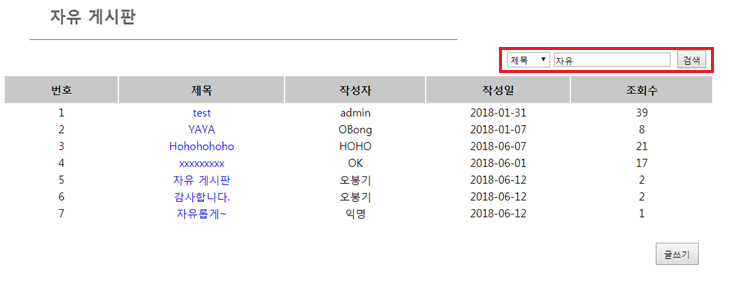 자유 게시판
제목 자유 검색
번호 제목 작성자 작성일 조회수
1 test admin 2018-01-31 39
2 YAYA OBong 2018-01-07 8
3 Hohohohoho HOHO 2018-06-07 21
4 xxxxxxxxx OK 2018-06-01 17
5 자유 게시판 오봉기 2018-06-12 2
6 감사합니다. 오봉기 2018-06-12 2
7 자유롭게~ 익명 2018-06-12 1
글쓰기